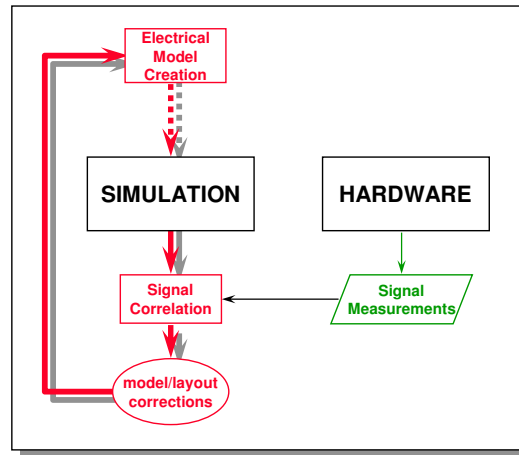 Electrical
Model
Creation
SIMULATION
HARDWARE
Signal
Correlation
Signal
Measurements
model/layout
corrections